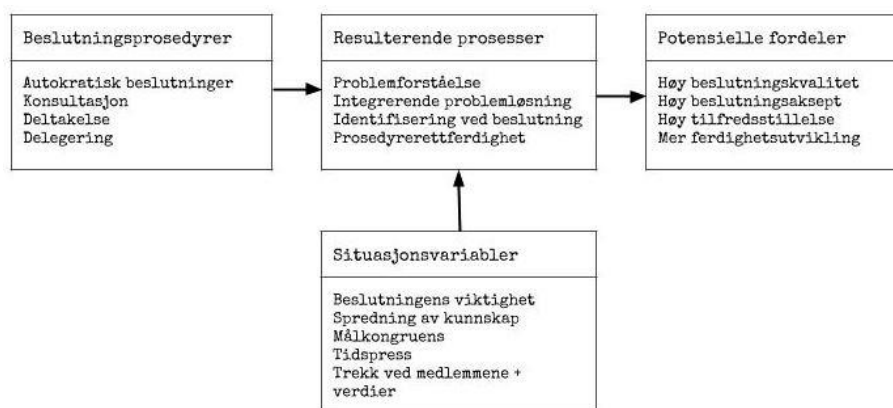 Beslutningsprosedyrer
Autokratisk beslutninger
Konsultasjon
Deltakelse
Delegering
Resulterende prosesser
Problemforståelse
Integrerende problemløsning
Identifisering ved beslutning
Prosedyrerettferdighet
Potensielle fordeler
Høy beslutningskvalitet
Høy beslutningsaksept
Høy tilfredsstillelse
Mer ferdighetsutvikling
Situasjonsvariabler
Beslutningens viktighet
Spredning av kunnskap
Målkongruens
Tidspress
Trekk ved medlemmene +
verdier